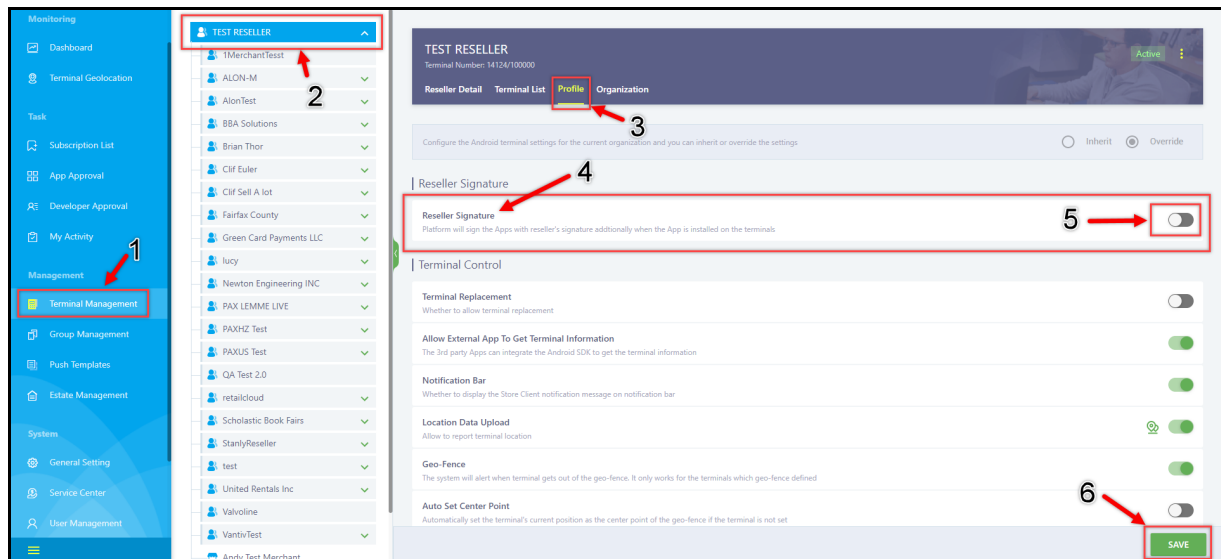 Monitoring
Dashboard
Terminal Geolocation
Task
Subscription List
App Approval
Developer Approval
My Activity
1
Management
Terminal Management
Group Management
Push Templates
Estate Management
System
General Setting
Service Center
User Management
TEST RESELLER
1MerchantTesst
2
ALON-M
AlonTest
BBA Solutions
Brian Thor
Clif Euler
Clif Sell A lot
Fairfax County
Green Card Payments LLC
lucy
Newton Engineering INC
PAX LEMME LIVE
PAXHZ Test
PAXUS Test
QA Test 2.0
retailcloud
Scholastic Book Fairs
StanlyReseller
test
United Rentals Inc
Valvoline
VantivTest
Andy Test Merchant
TEST RESELLER
Terminal Number: 14124/100000
Active
Reseller Detail Terminal List Profile Organization
3
Configure the Android terminal settings for the current organization and you can inherit or override the settings
Inherit Override
4
Reseller Signature
Reseller Signature
Platform will sign the Apps with reseller's signature addtionally when the App is installed on the terminals
5
Terminal Control
Terminal Replacement
Whether to allow terminal replacement
Allow External App To Get Terminal Information
The 3rd party Apps can integrate the Android SDK to get the terminal information
Notification Bar
Whether to display the Store Client notification message on notification bar
Location Data Upload
Allow to report terminal location
Geo-Fence
The system will alert when terminal gets out of the geo-fence. It only works for the terminals which geo-fence defined
6
Auto Set Center Point
Automatically set the terminal's current position as the center point of the geo-fence if the terminal is not set
SAVE